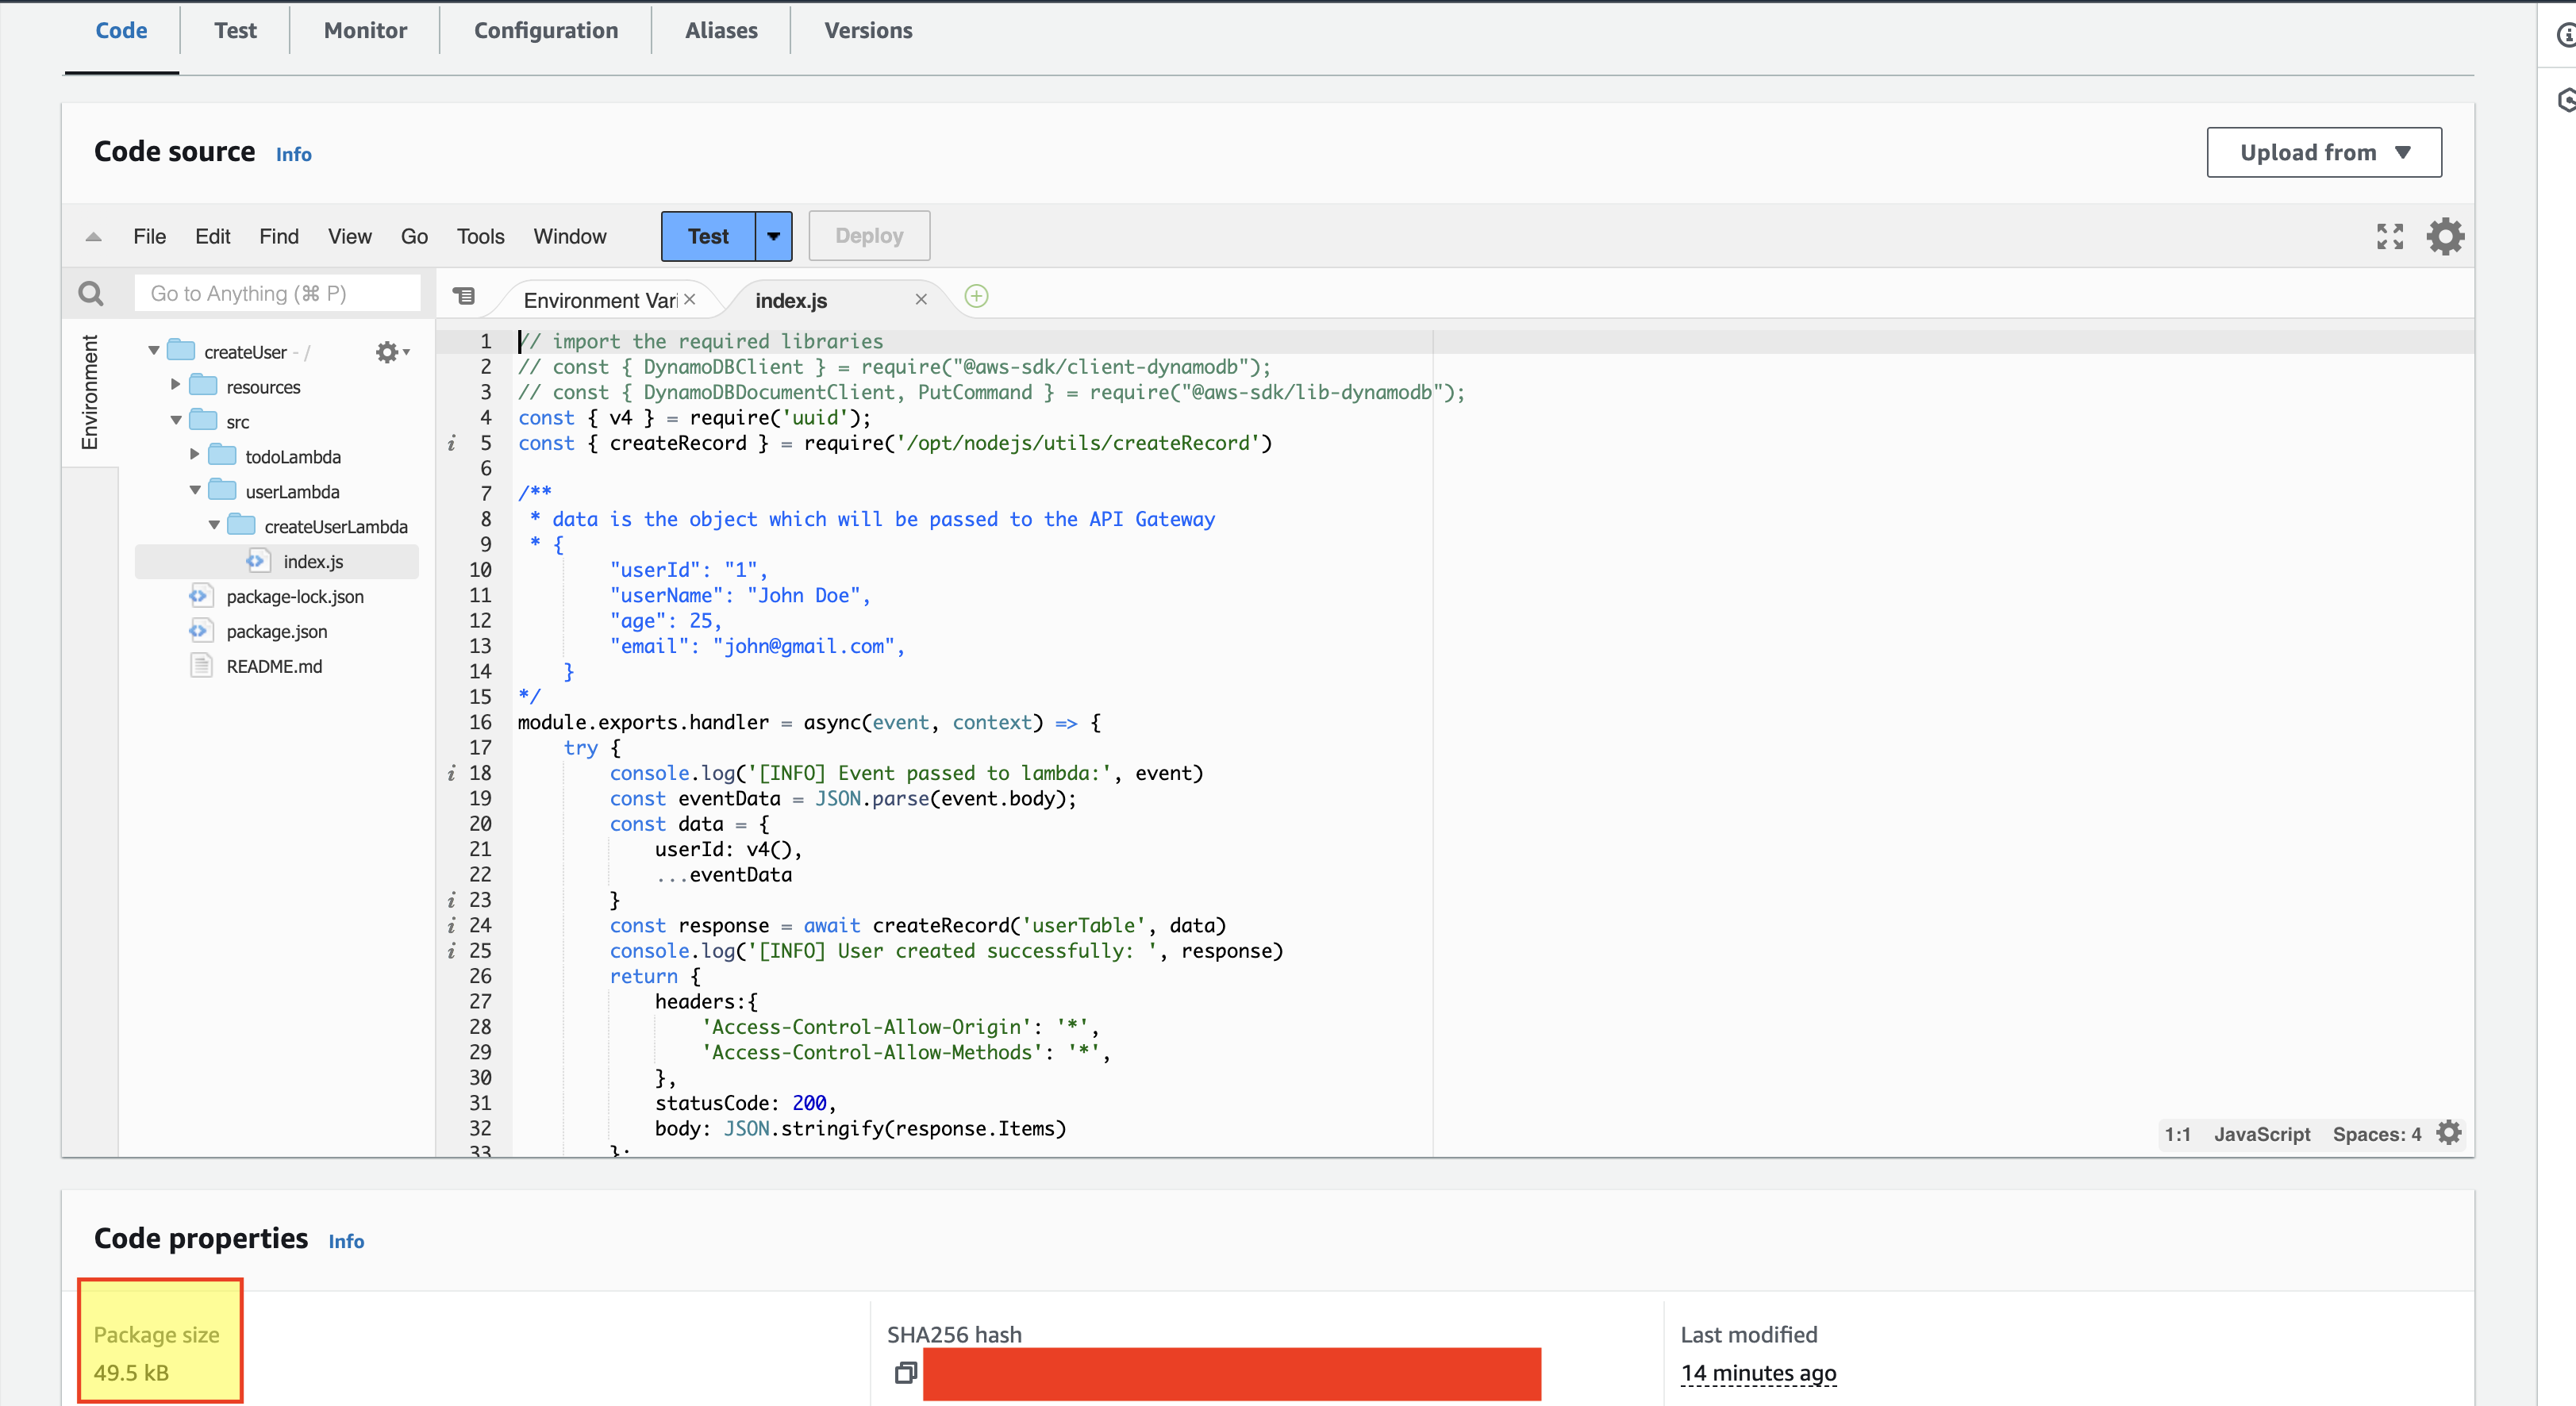 Code Test Monitor Configuration Aliases Versions
Code source Info
Upload from
File Edit Find View Go Tools Window Test Deploy
Go to Anything (⌘ P)
Environment Vari
index.js
Environment
createUser - /
resources
src
todoLambda
userLambda
createUserLambda
index.js
package-lock.json
package.json
README.md
1 // import the required libraries
2 // const { DynamoDBClient } = require("@aws-sdk/client-dynamodb");
3 // const { DynamoDBDocumentClient, PutCommand } = require("@aws-sdk/lib-dynamodb");
4 const { v4 } = require('uuid');
5 const { createRecord } = require('/opt/nodejs/utils/createRecord')
6
7 /**
8 * data is the object which will be passed to the API Gateway
9 * {
10 "userId": "1",
11 "userName": "John Doe",
12 "age": 25,
13 "email": "john@gmail.com",
14 }
15 */
16 module.exports.handler = async(event, context) => {
17 try {
18 console.log('[INFO] Event passed to lambda:', event)
19 const eventData = JSON.parse(event.body);
20 const data = {
21 userId: v4(),
22 ...eventData
23 }
24 const response = await createRecord('userTable', data)
25 console.log('[INFO] User created successfully: ', response)
26 return {
27 headers:{
28 'Access-Control-Allow-Origin': '*',
29 'Access-Control-Allow-Methods': '*',
30 },
31 statusCode: 200,
32 body: JSON.stringify(response.Items)
33 };
1:1 JavaScript Spaces: 4
Code properties Info
Package size
49.5 kB
SHA256 hash
Last modified
14 minutes ago